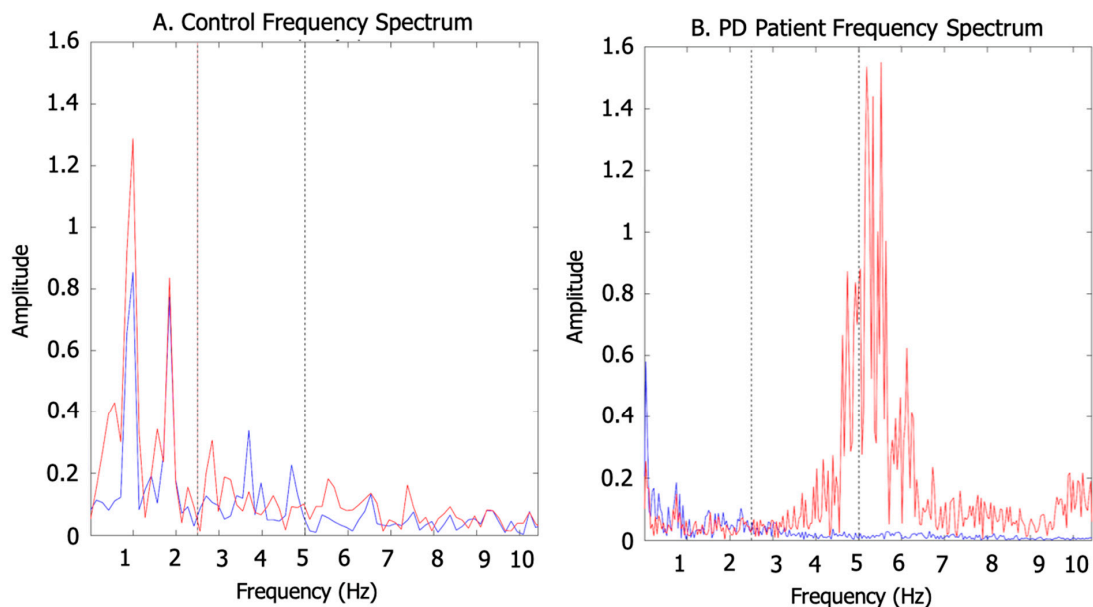 A. Control Frequency Spectrum
1.6
1.4
1.2
1
0.8
0.6
0.4
0.2
0
Amplitude
1 2 3 4 5 6 7 8 9 10
Frequency (Hz)
B. PD Patient Frequency Spectrum
1.6
1.4
1.2
1
0.8
0.6
0.4
0.2
0
Amplitude
1 2 3 4 5 6 7 8 9 10
Frequency (Hz)